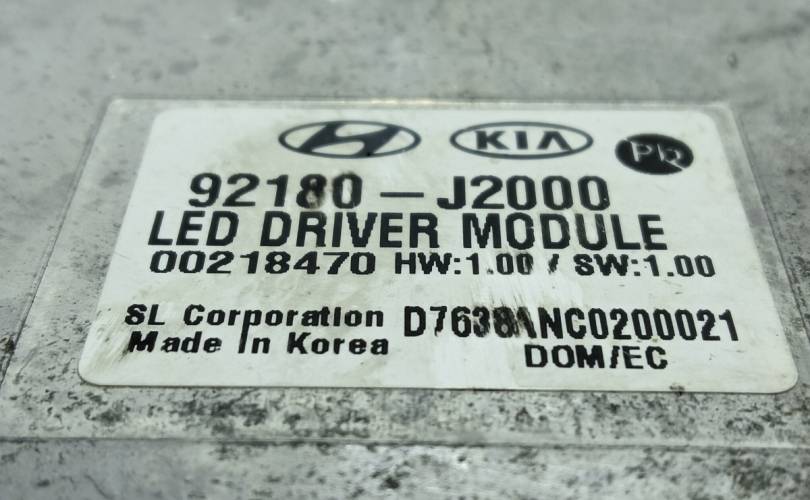 KIA Pb
92180-J2000
LED DRIVER MODULE
00218470 HW:1.00 / SW:1.00
SL Corporation
Made In Korea
D7638ANC0200021
DOM/EC